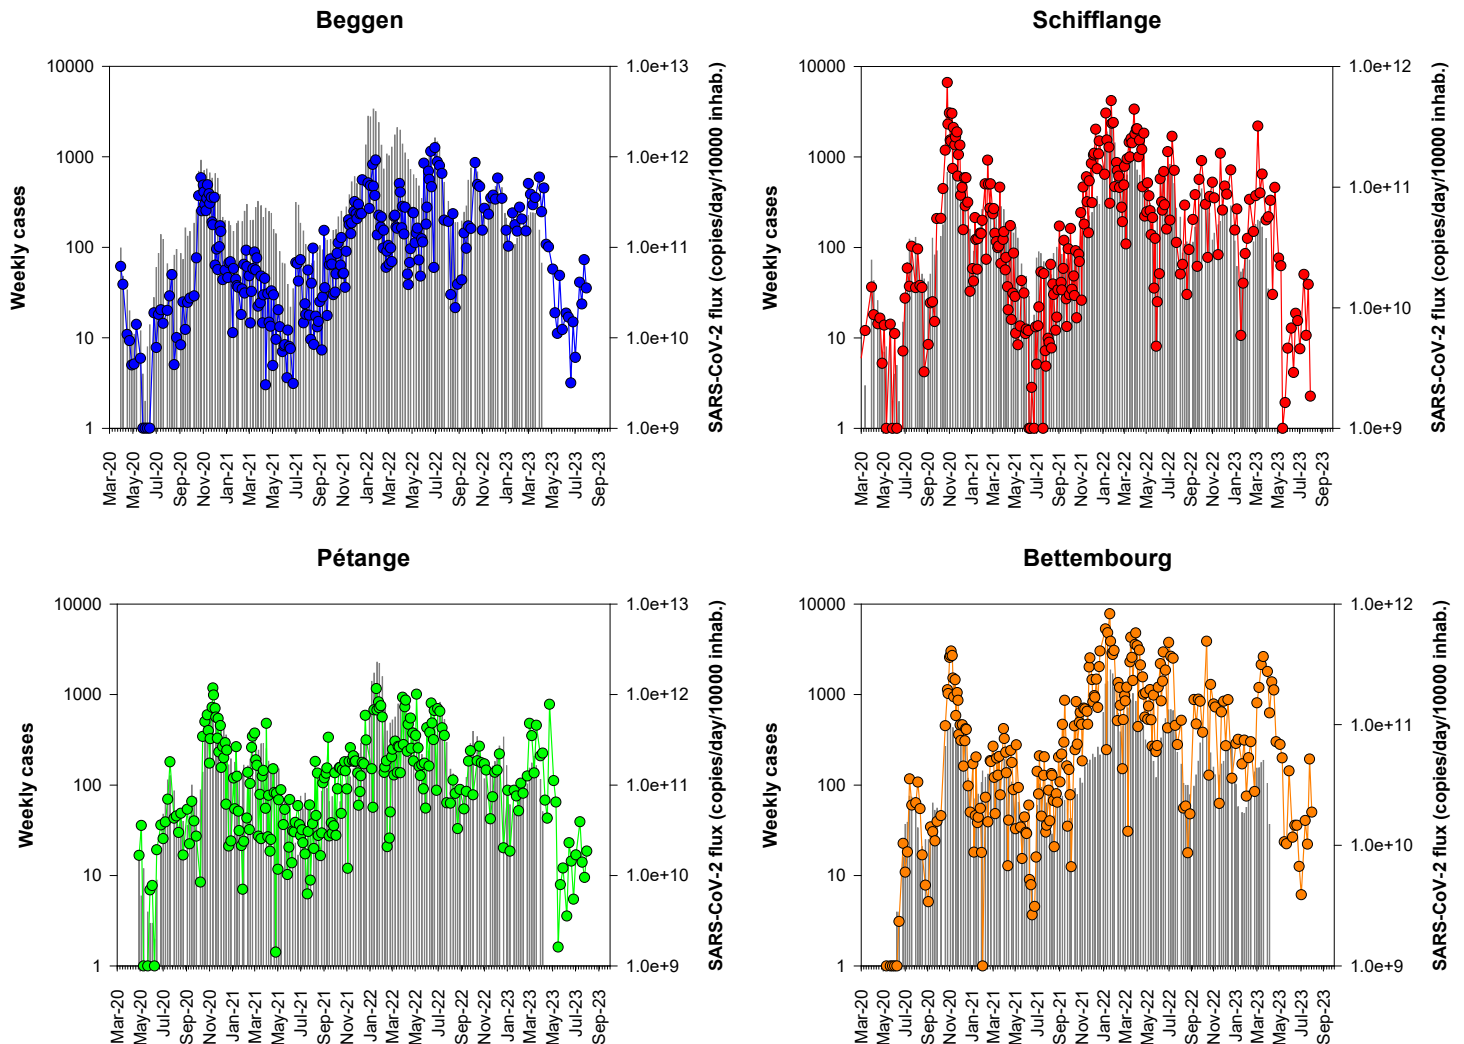 Beggen
Weekly cases
10000
1000
100
10
1
1.0e+13
1.0e+12
1.0e+11
1.0e+10
1.0e+9
SARS-CoV-2 flux (copies/day/10000 inhab.)
Mar-20
May-20
Jul-20
Sep-20
Nov-20
Jan-21
Mar-21
May-21
Jul-21
Sep-21
Nov-21
Jan-22
Mar-22
May-22
Jul-22
Sep-22
Nov-22
Jan-23
Mar-23
May-23
Jul-23
Sep-23
Schifflange
Weekly cases
10000
1000
100
10
1
1.0e+12
1.0e+11
1.0e+10
1.0e+9
SARS-CoV-2 flux (copies/day/10000 inhab.)
Mar-20
May-20
Jul-20
Sep-20
Nov-20
Jan-21
Mar-21
May-21
Jul-21
Sep-21
Nov-21
Jan-22
Mar-22
May-22
Jul-22
Sep-22
Nov-22
Jan-23
Mar-23
May-23
Jul-23
Sep-23
Pétange
Weekly cases
10000
1000
100
10
1
1.0e+13
1.0e+12
1.0e+11
1.0e+10
1.0e+9
SARS-CoV-2 flux (copies/day/10000 inhab.)
Mar-20
May-20
Jul-20
Sep-20
Nov-20
Jan-21
Mar-21
May-21
Jul-21
Sep-21
Nov-21
Jan-22
Mar-22
May-22
Jul-22
Sep-22
Nov-22
Jan-23
Mar-23
May-23
Jul-23
Sep-23
Bettembourg
Weekly cases
10000
1000
100
10
1
1.0e+12
1.0e+11
1.0e+10
1.0e+9
SARS-CoV-2 flux (copies/day/10000 inhab.)
Mar-20
May-20
Jul-20
Sep-20
Nov-20
Jan-21
Mar-21
May-21
Jul-21
Sep-21
Nov-21
Jan-22
Mar-22
May-22
Jul-22
Sep-22
Nov-22
Jan-23
Mar-23
May-23
Jul-23
Sep-23